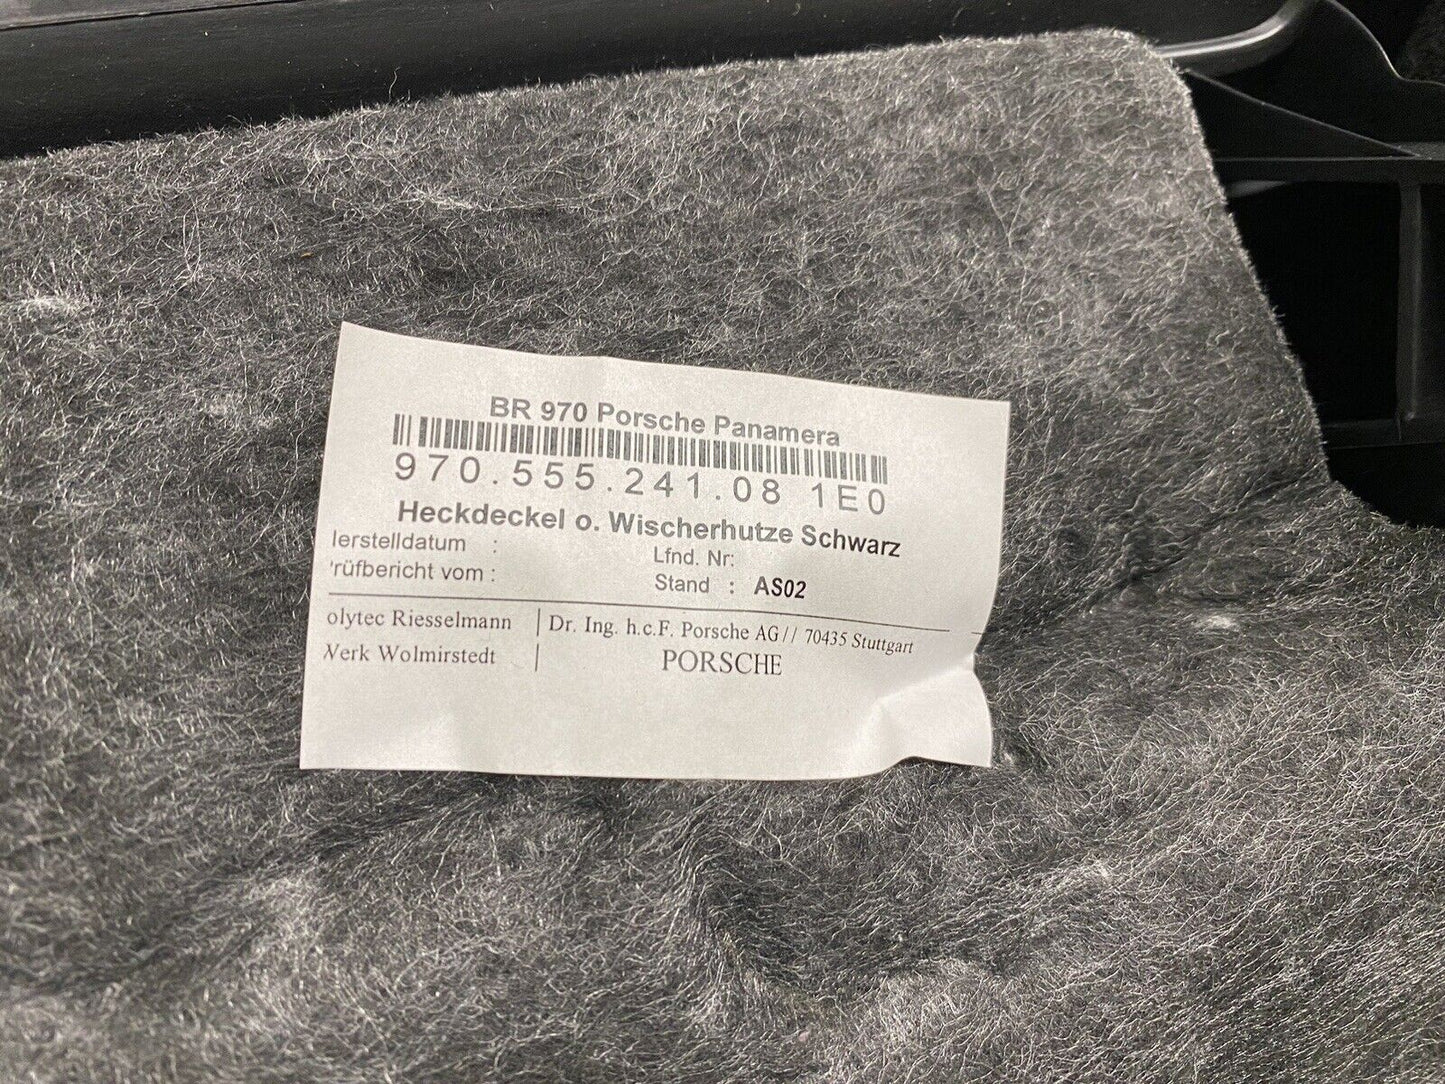 BR 970 Porsche Panamera
970.555.241.08 1E0
Heckdeckel o. Wischerhutze Schwarz
lerstelldatum :
Lfnd. Nr:
rüfbericht vom :
Stand : AS02
olytec Riesselmann | Dr. Ing. h.c.F. Porsche AG// 70435 Stuttgart
Werk Wolmirstedt | PORSCHE